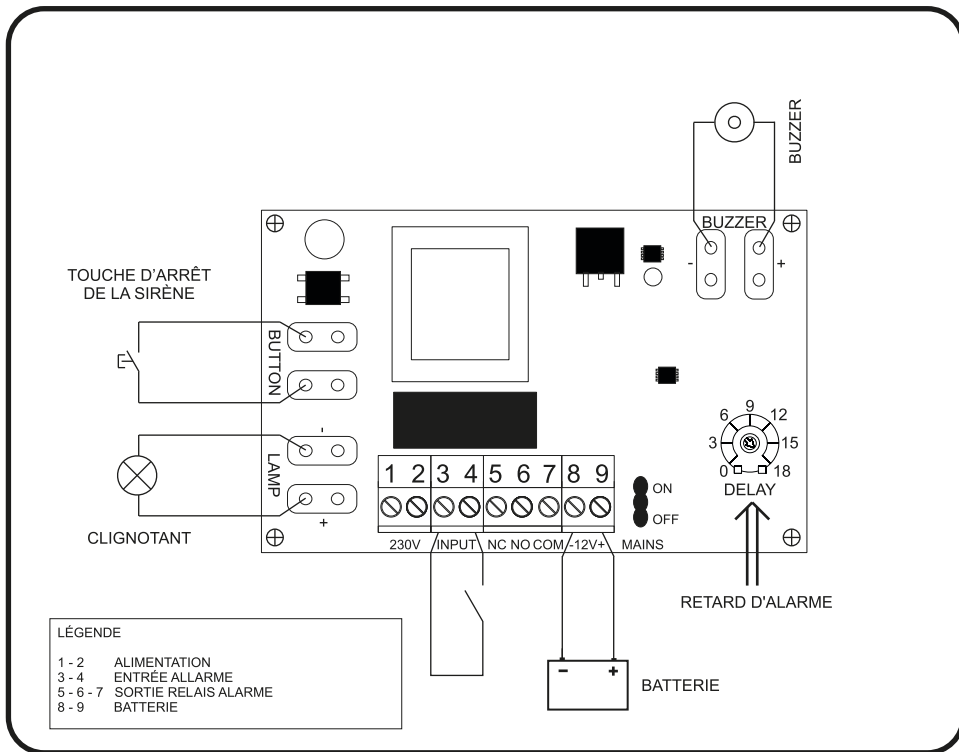 BUZZER
BUZZER
- +
TOUCHE D'ARRÊT
DE LA SIRÈNE
BUTTON
-
LAMP
+
CLIGNOTANT
0 3 6 9 12 15 18
DELAY
1 2 3 4 5 6 7 8 9
ON
OFF
230V INPUT NC NO COM -12V+ MAINS
RETARD D'ALARME
- +
BATTERIE
LÉGENDE
1 - 2 ALIMENTATION
3 - 4 ENTRÉE ALLARME
5 - 6 - 7 SORTIE RELAIS ALARME
8 - 9 BATTERIE